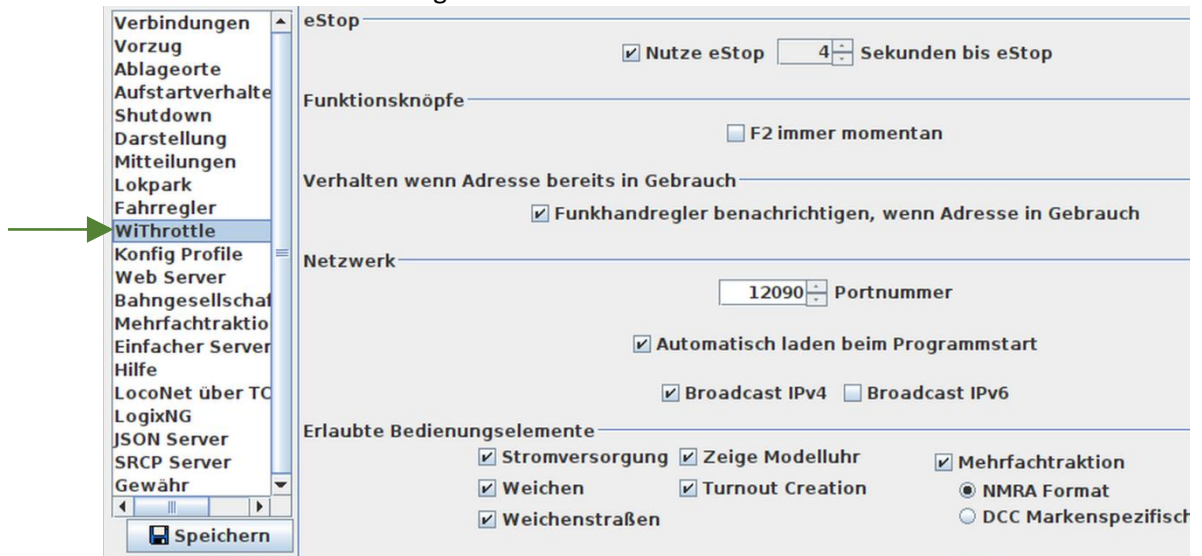 Verbindungen
Vorzug
Ablageorte
Aufstartverhalte
Shutdown
Darstellung
Mitteilungen
Lokpark
Fahrregler
WiThrottle
Konfig Profile
Web Server
Bahngesellschaf
Mehrfachtraktio
Einfacher Server
Hilfe
LocoNet über TC
LogixNG
JSON Server
SRCP Server
Gewähr
Speichern
eStop
Nutze eStop 4 Sekunden bis eStop
Funktionsknöpfe
F2 immer momentan
Verhalten wenn Adresse bereits in Gebrauch
Funkhandregler benachrichtigen, wenn Adresse in Gebrauch
Netzwerk
12090 Portnummer
Automatisch laden beim Programmstart
Broadcast IPv4 Broadcast IPv6
Erlaubte Bedienungselemente
Stromversorgung Zeige Modelluhr Mehrfachtraktion
Weichen Turnout Creation NMRA Format
Weichenstraßen DCC Markenspezifisch